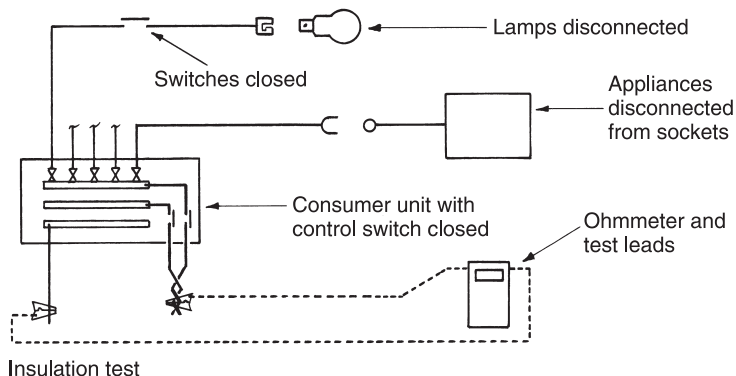 Lamps disconnected
Switches closed
Appliances
disconnected
from sockets
Consumer unit with
control switch closed
Ohmmeter and
test leads
Insulation test